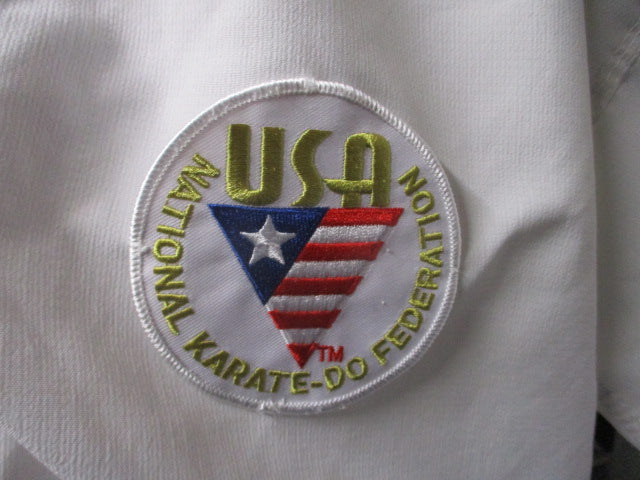 USA
NATIONAL KARATE-DO FEDERATION
TM